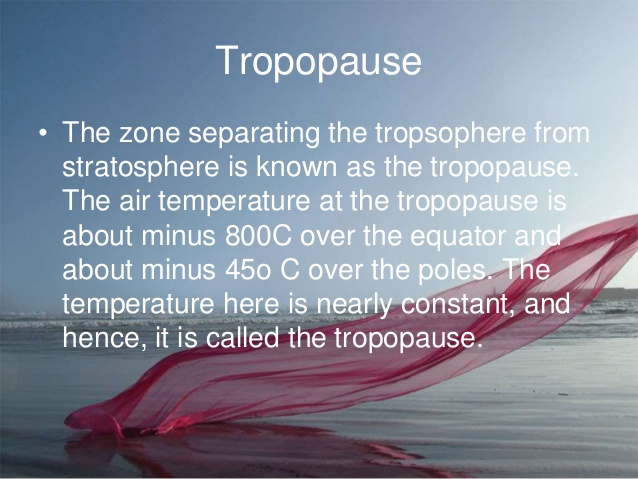 Tropopause
• The zone separating the tropsophere from
stratosphere is known as the tropopause.
The air temperature at the tropopause is
about minus 800C over the equator and
about minus 45o C over the poles. The
temperature here is nearly constant, and
hence, it is called the tropopause.